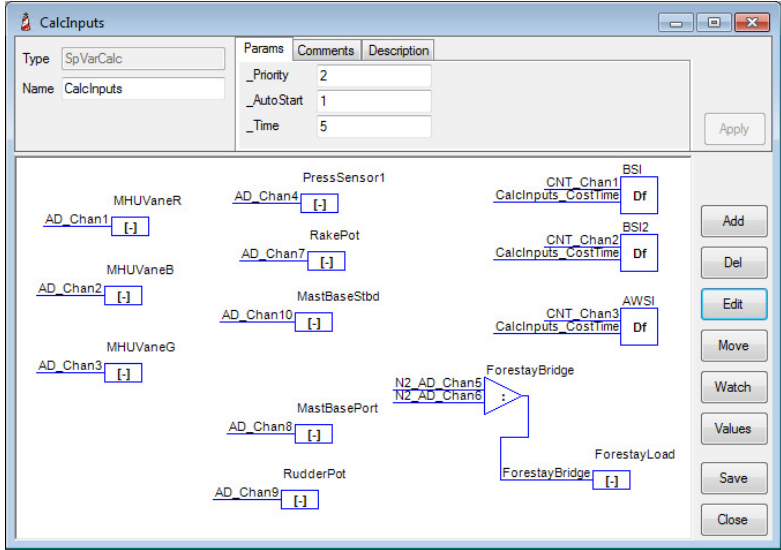 CalcInputs
Type SpVarCalc
Name CalcInputs
Params Comments Description
_Priority 2
_AutoStart 1
_Time 5
Apply
MHUVaneR
AD_Chan1 [-]
MHUVaneB
AD_Chan2 [-]
MHUVaneG
AD_Chan3 [-]
PressSensor1
AD_Chan4 [-]
RakePot
AD_Chan7 [-]
MastBaseStbd
AD_Chan10 [-]
MastBasePort
AD_Chan8 [-]
RudderPot
AD_Chan9 [-]
BSI
CNT_Chan1
CalcInputs_CostTime Df
BSI2
CNT_Chan2
CalcInputs_CostTime Df
AWSI
CNT_Chan3
CalcInputs_CostTime Df
ForestayBridge
N2_AD_Chan5
N2_AD_Chan6 :
ForestayLoad
ForestayBridge [-]
Add
Del
Edit
Move
Watch
Values
Save
Close